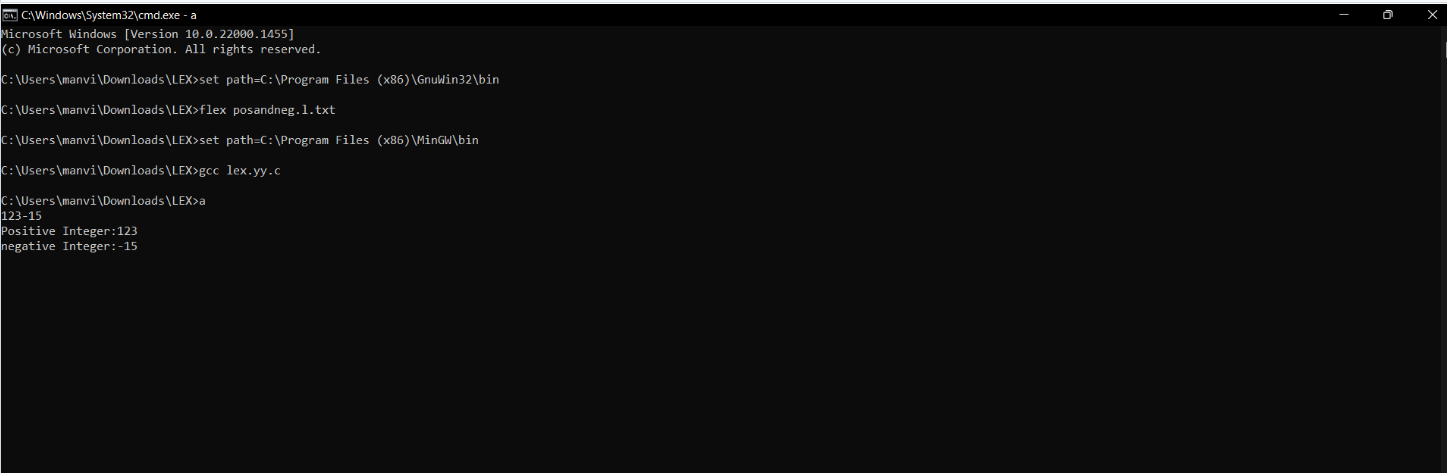 C:\Windows\System32\cmd.exe - a
Microsoft Windows [Version 10.0.22000.1455]
(c) Microsoft Corporation. All rights reserved.
C:\Users\manvi\Downloads\LEX>set path=C:\Program Files (x86)\GnuWin32\bin
C:\Users\manvi\Downloads\LEX>flex posandneg.l.txt
C:\Users\manvi\Downloads\LEX>set path=C:\Program Files (x86)\MinGW\bin
C:\Users\manvi\Downloads\LEX>gcc lex.yy.c
C:\Users\manvi\Downloads\LEX>a
123-15
Positive Integer:123
negative Integer:-15